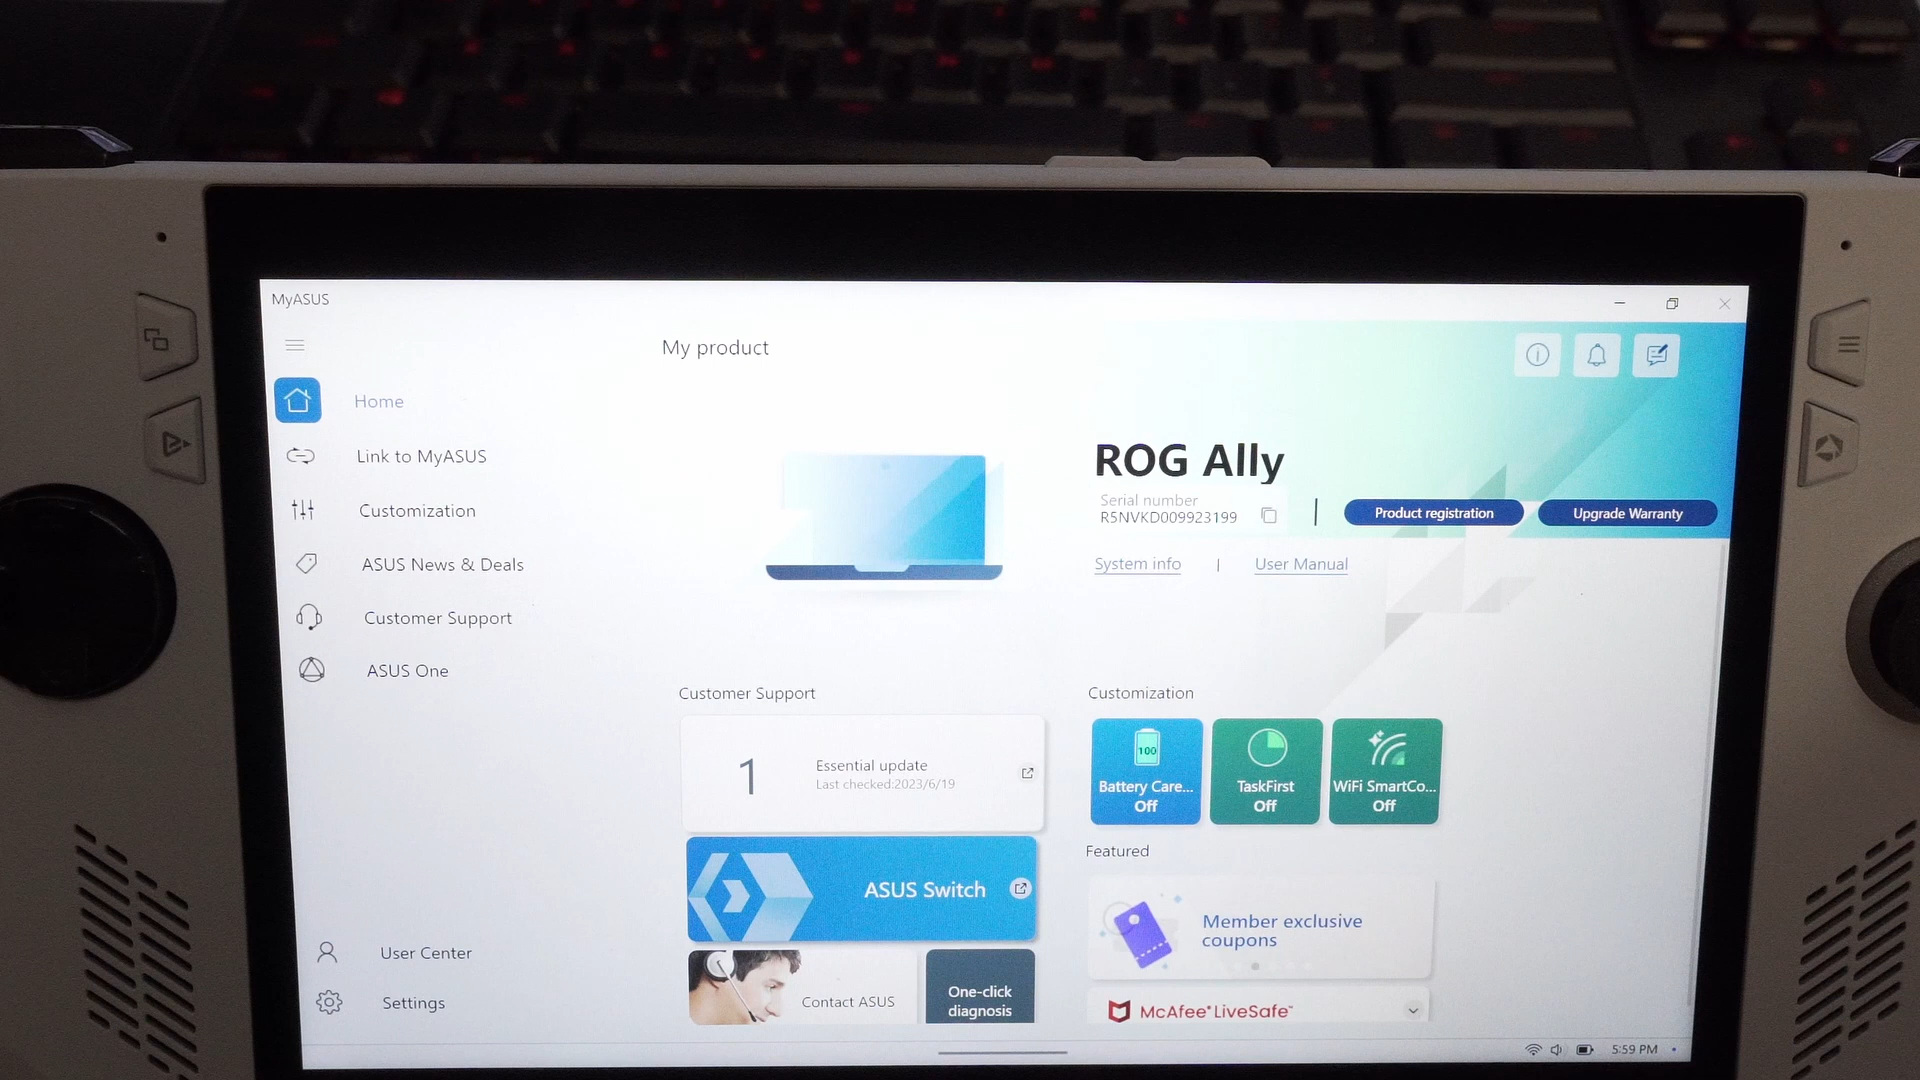 MyASUS
My product
Home
Link to MyASUS
Customization
ASUS News & Deals
Customer Support
ASUS One
User Center
Settings
ROG Ally
Serial number
R5NVKD009923199
Product registration
Upgrade Warranty
System info | User Manual
Customer Support
1
Essential update
Last checked:2023/6/19
ASUS Switch
Contact ASUS
One-click
diagnosis
Customization
100
Battery Care...
Off
TaskFirst
Off
WiFi SmartCo...
Off
Featured
Member exclusive
coupons
McAfee® LiveSafe™
5:59 PM